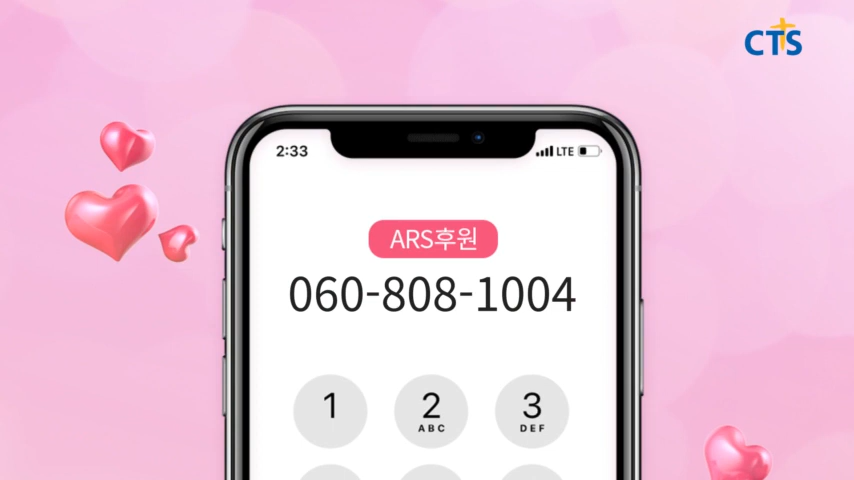 CTS
2:33 LTE
ARS후원
060-808-1004
1 2 3
ABC DEF